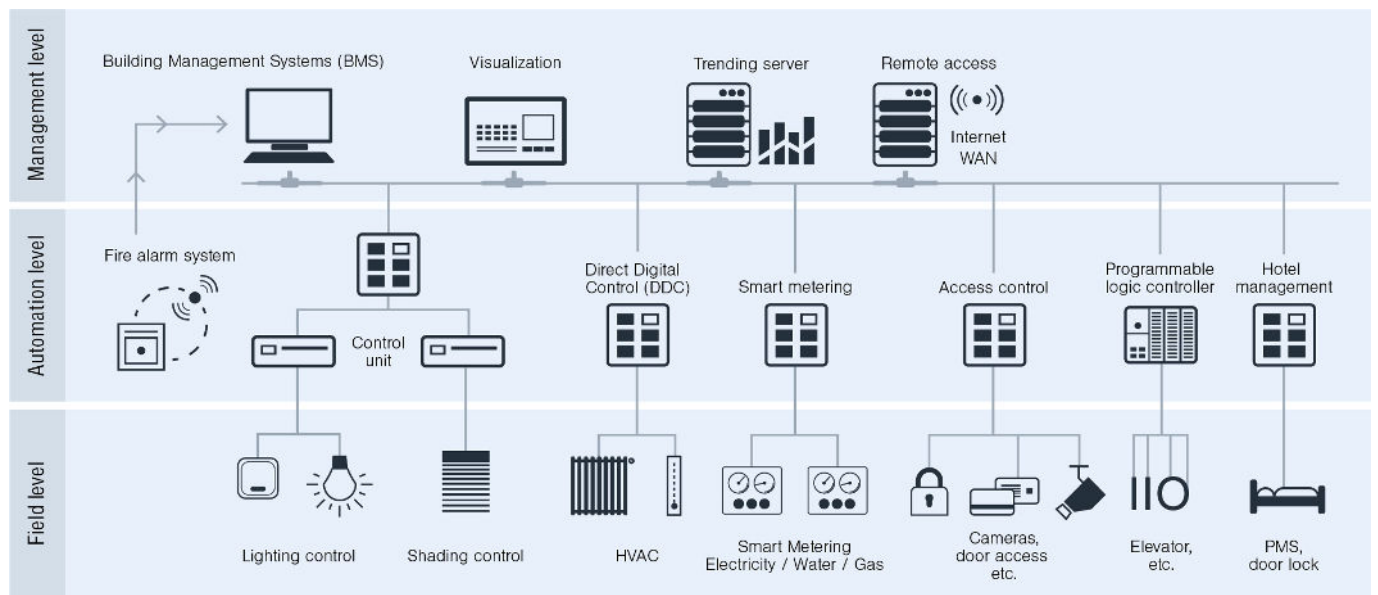 Management level
Building Management Systems (BMS)
Visualization
Trending server
Remote access
Internet
WAN
Automation level
Fire alarm system
Control
unit
Direct Digital
Control (DDC)
Smart metering
Access control
Programmable
logic controller
Hotel
management
Field level
Lighting control
Shading control
HVAC
Smart Metering
Electricity / Water / Gas
Cameras,
door access
etc.
Elevator,
etc.
PMS,
door lock